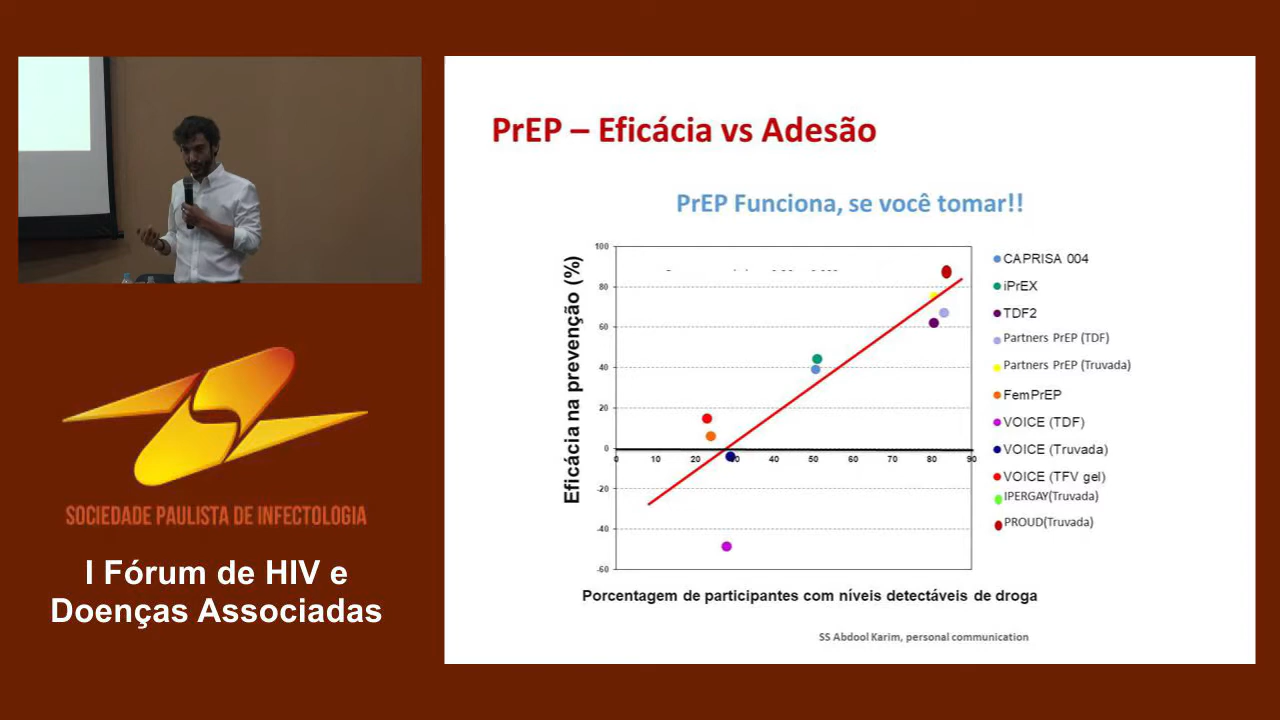 SOCIEDADE PAULISTA DE INFECTOLOGIA
I Fórum de HIV e
Doenças Associadas
PrEP – Eficácia vs Adesão
PrEP Funciona, se você tomar!!
Eficácia na prevenção (%)
100
80
60
40
20
0
-20
-40
-60
0 10 20 30 40 50 60 70 80 90
CAPRISA 004
iPrEX
TDF2
Partners PrEP (TDF)
Partners PrEP (Truvada)
FemPrEP
VOICE (TDF)
VOICE (Truvada)
VOICE (TFV gel)
IPERGAY(Truvada)
PROUD(Truvada)
Porcentagem de participantes com níveis detectáveis de droga
SS Abdool Karim, personal communication